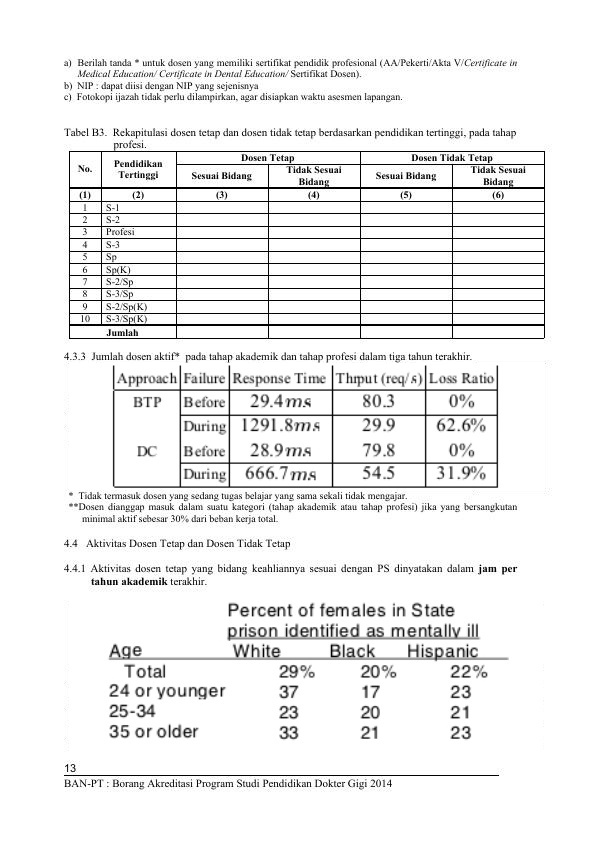 a) Berilah tanda * untuk dosen yang memiliki sertifikat pendidik profesional (AA/Pekerti/Akta V/Certificate in
Medical Education/ Certificate in Dental Education/ Sertifikat Dosen).
b) NIP : dapat diisi dengan NIP yang sejenisnya
c) Fotokopi ijazah tidak perlu dilampirkan, agar disiapkan waktu asesmen lapangan.
Tabel B3. Rekapitulasi dosen tetap dan dosen tidak tetap berdasarkan pendidikan tertinggi, pada tahap
profesi.
No. Pendidikan Tertinggi Dosen Tetap Dosen Tidak Tetap
Sesuai Bidang Tidak Sesuai Bidang Sesuai Bidang Tidak Sesuai Bidang
(1) (2) (3) (4) (5) (6)
1 S-1
2 S-2
3 Profesi
4 S-3
5 Sp
6 Sp(K)
7 S-2/Sp
8 S-3/Sp
9 S-2/Sp(K)
10 S-3/Sp(K)
Jumlah
4.3.3 Jumlah dosen aktif* pada tahap akademik dan tahap profesi dalam tiga tahun terakhir.
Approach Failure Response Time Thrput (req/s) Loss Ratio
BTP Before 29.4ms 80.3 0%
During 1291.8ms 29.9 62.6%
DC Before 28.9ms 79.8 0%
During 666.7ms 54.5 31.9%
* Tidak termasuk dosen yang sedang tugas belajar yang sama sekali tidak mengajar.
**Dosen dianggap masuk dalam suatu kategori (tahap akademik atau tahap profesi) jika yang bersangkutan
minimal aktif sebesar 30% dari beban kerja total.
4.4 Aktivitas Dosen Tetap dan Dosen Tidak Tetap
4.4.1 Aktivitas dosen tetap yang bidang keahliannya sesuai dengan PS dinyatakan dalam jam per
tahun akademik terakhir.
Percent of females in State
prison identified as mentally ill
Age White Black Hispanic
Total 29% 20% 22%
24 or younger 37 17 23
25-34 23 20 21
35 or older 33 21 23
13
BAN-PT : Borang Akreditasi Program Studi Pendidikan Dokter Gigi 2014